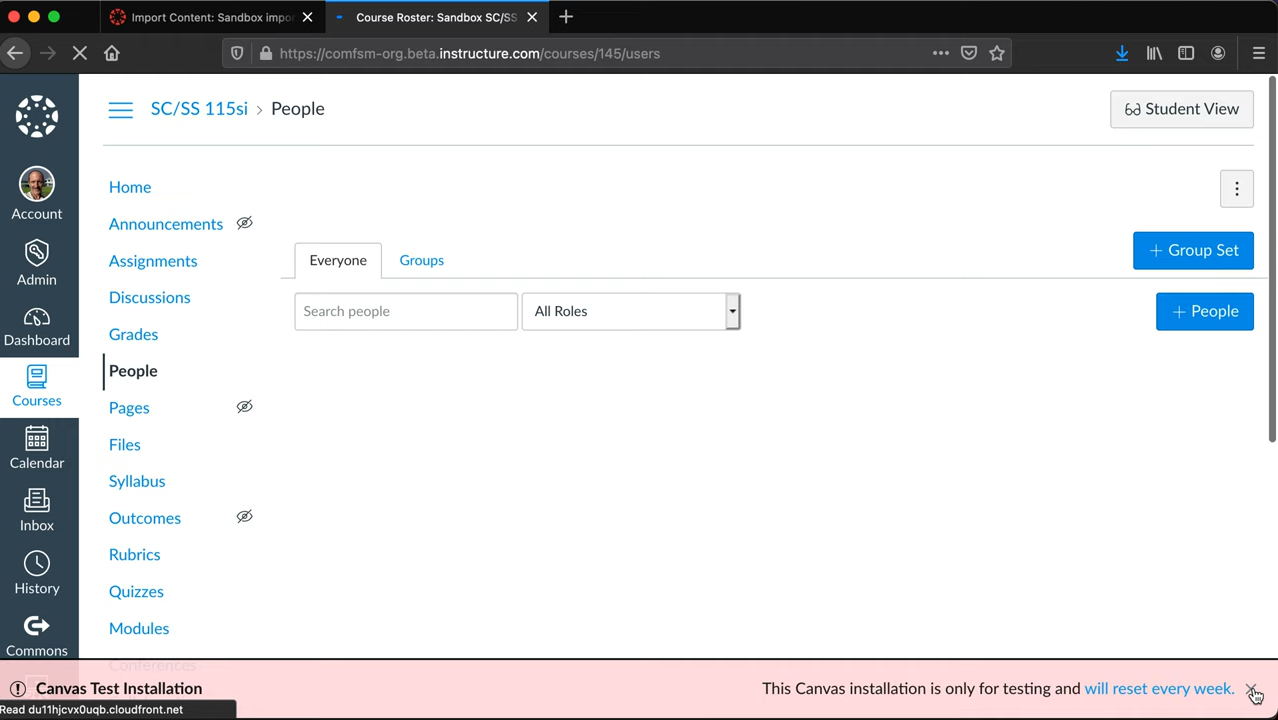 Import Content: Sandbox impor
Course Roster: Sandbox SC/SS
https://comfsm-org.beta.instructure.com/courses/145/users
SC/SS 115si › People
Student View
Account
Admin
Dashboard
Courses
Calendar
Inbox
History
Commons
Home
Announcements
Assignments
Discussions
Grades
People
Pages
Files
Syllabus
Outcomes
Rubrics
Quizzes
Modules
Conferences
Everyone
Groups
+ Group Set
Search people
All Roles
+ People
Canvas Test Installation
This Canvas installation is only for testing and will reset every week.
Read du11hjcvx0uqb.cloudfront.net